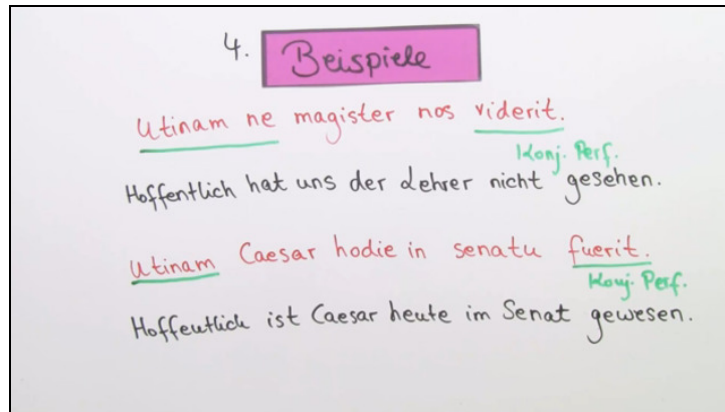 4. Beispiele
Utinam ne magister nos viderit.
Konj. Perf.
Hoffentlich hat uns der Lehrer nicht gesehen.
Utinam Caesar hodie in senatu fuerit.
Konj. Perf.
Hoffentlich ist Caesar heute im Senat gewesen.